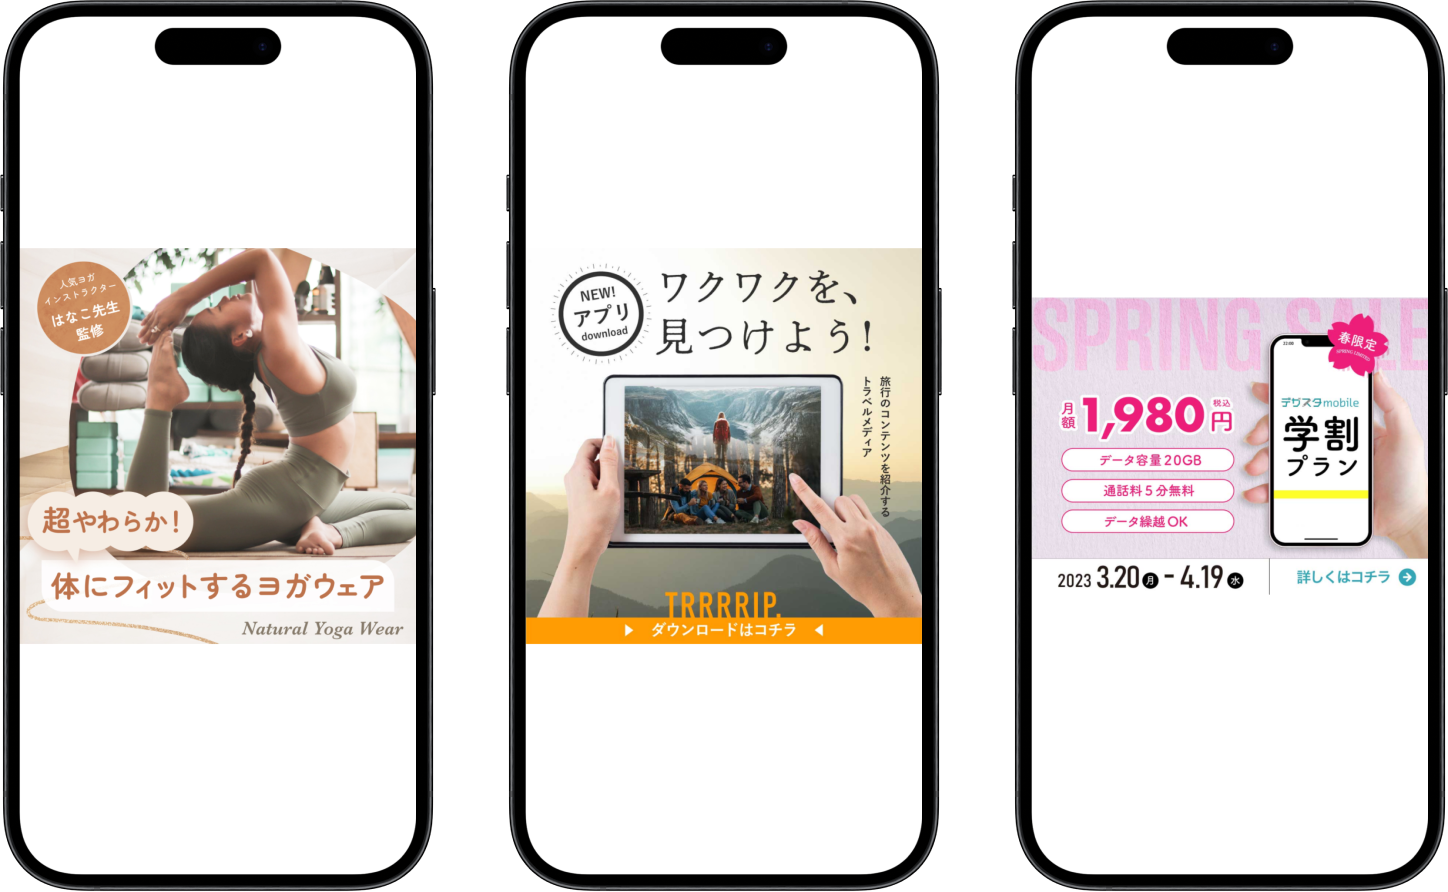 人気ヨガ
インストラクター
はなこ先生
監修
超やわらか！
体にフィットするヨガウェア
Natural Yoga Wear
NEW!
アプリ
download
ワクワクを、
見つけよう！
旅行のコンテンツを紹介する
トラベルメディア
TRRRRIP.
ダウンロードはコチラ
SPRING SALE
春限定
SPRING LIMITED
22:00
月額1,980円
税込
データ容量20GB
通話料5分無料
データ繰越OK
デジスタmobile
学割
プラン
2023 3.20 月 - 4.19 水
詳しくはコチラ